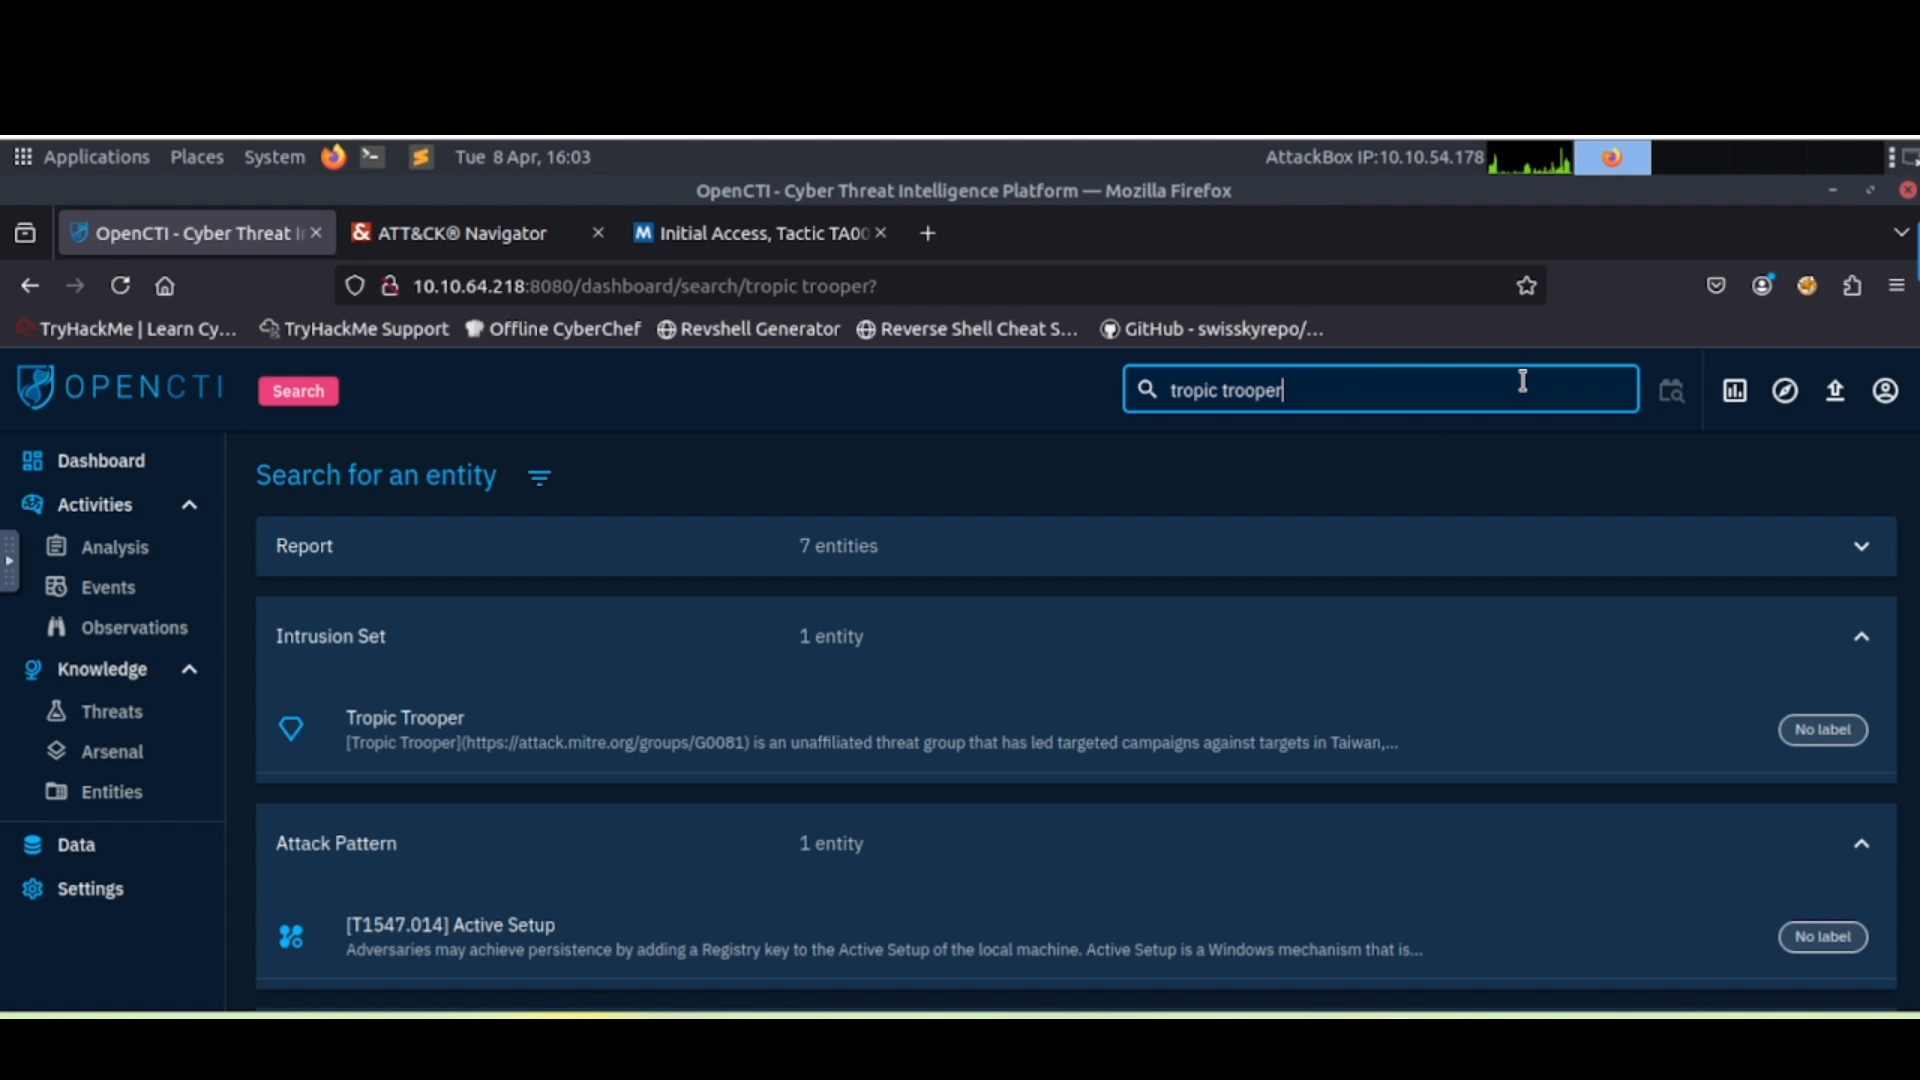 Applications Places System Tue 8 Apr, 16:03 AttackBox IP:10.10.54.178
OpenCTI - Cyber Threat Intelligence Platform — Mozilla Firefox
OpenCTI - Cyber Threat I ATT&CK® Navigator Initial Access, Tactic TA00
10.10.64.218:8080/dashboard/search/tropic trooper?
TryHackMe | Learn Cy... TryHackMe Support Offline CyberChef Revshell Generator Reverse Shell Cheat S... GitHub - swisskyrepo/...
OPENCTI Search tropic trooper
Dashboard
Activities
Analysis
Events
Observations
Knowledge
Threats
Arsenal
Entities
Data
Settings
Search for an entity
Report 7 entities
Intrusion Set 1 entity
Tropic Trooper
[Tropic Trooper](https://attack.mitre.org/groups/G0081) is an unaffiliated threat group that has led targeted campaigns against targets in Taiwan,...
No label
Attack Pattern 1 entity
[T1547.014] Active Setup
Adversaries may achieve persistence by adding a Registry key to the Active Setup of the local machine. Active Setup is a Windows mechanism that is...
No label